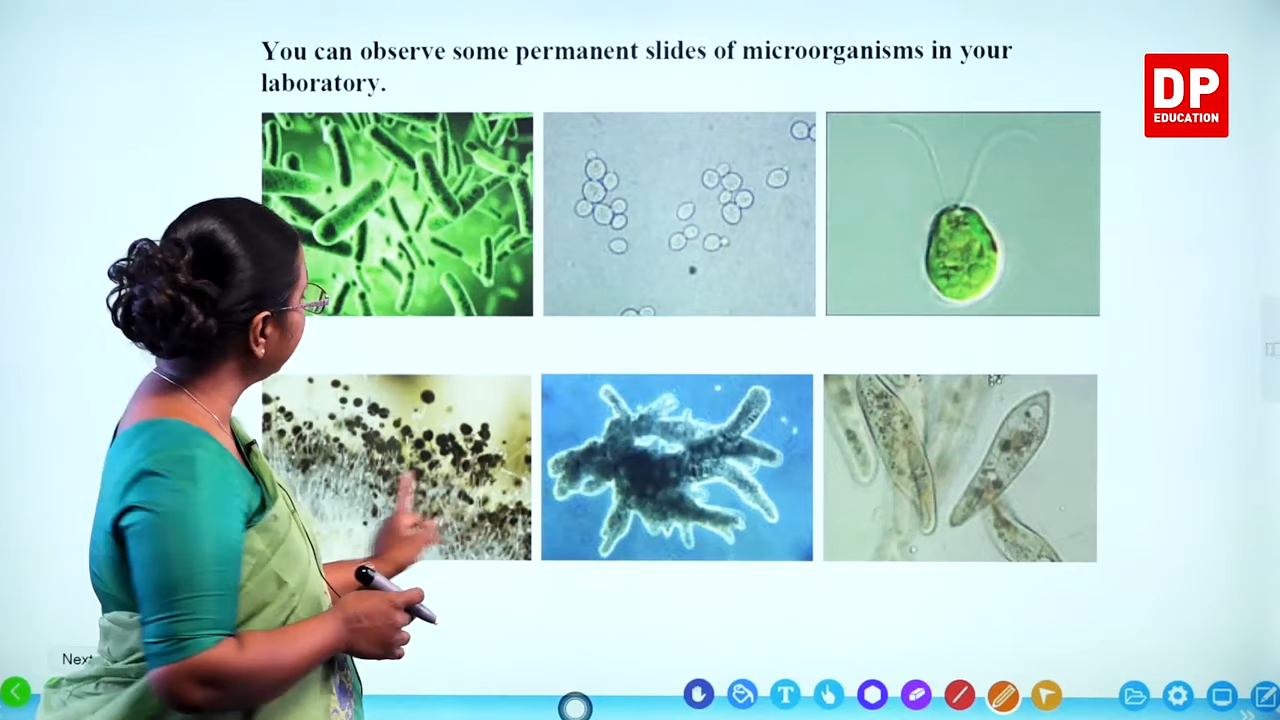 You can observe some permanent slides of microorganisms in your
laboratory.
DP
EDUCATION
Next
T